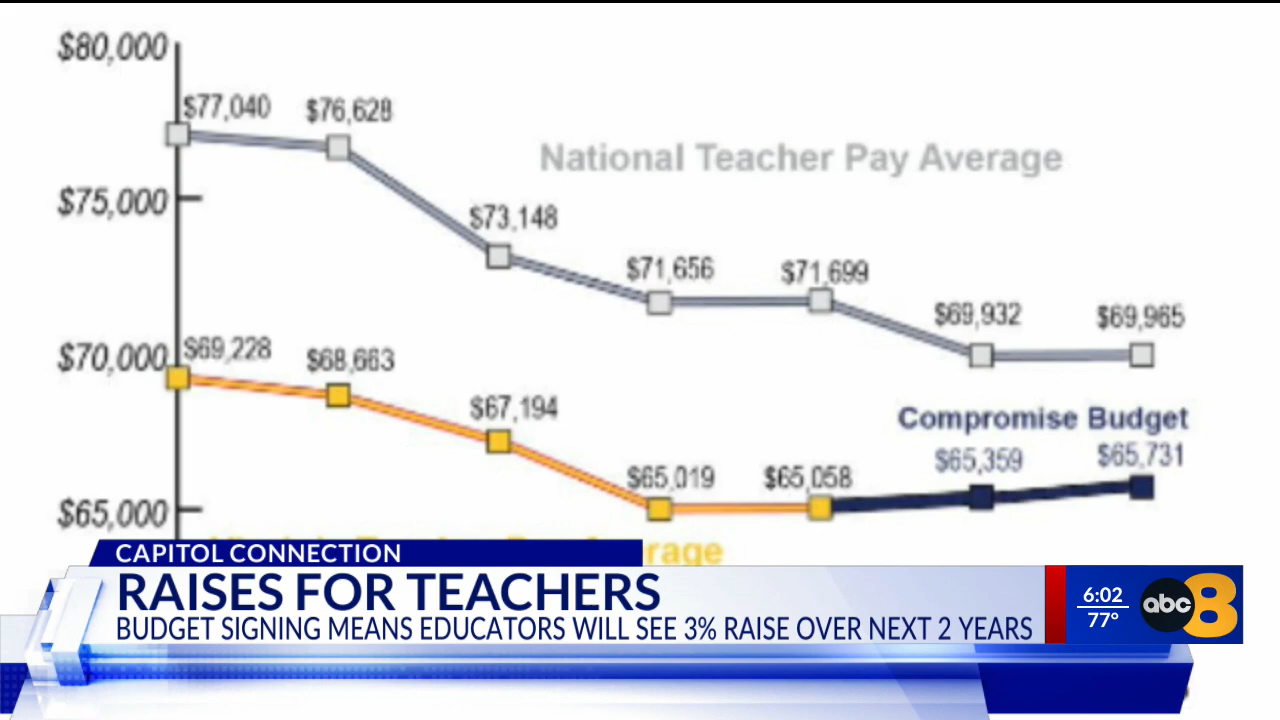 $80,000
$77,040
$76,628
National Teacher Pay Average
$75,000
$73,148
$71,656
$71,699
$69,932
$69,965
$70,000
$69,228
$68,663
$67,194
Compromise Budget
$65,359
$65,731
$65,019
$65,058
$65,000
rage
CAPITOL CONNECTION
RAISES FOR TEACHERS
BUDGET SIGNING MEANS EDUCATORS WILL SEE 3% RAISE OVER NEXT 2 YEARS
6:02
77°
abc 8